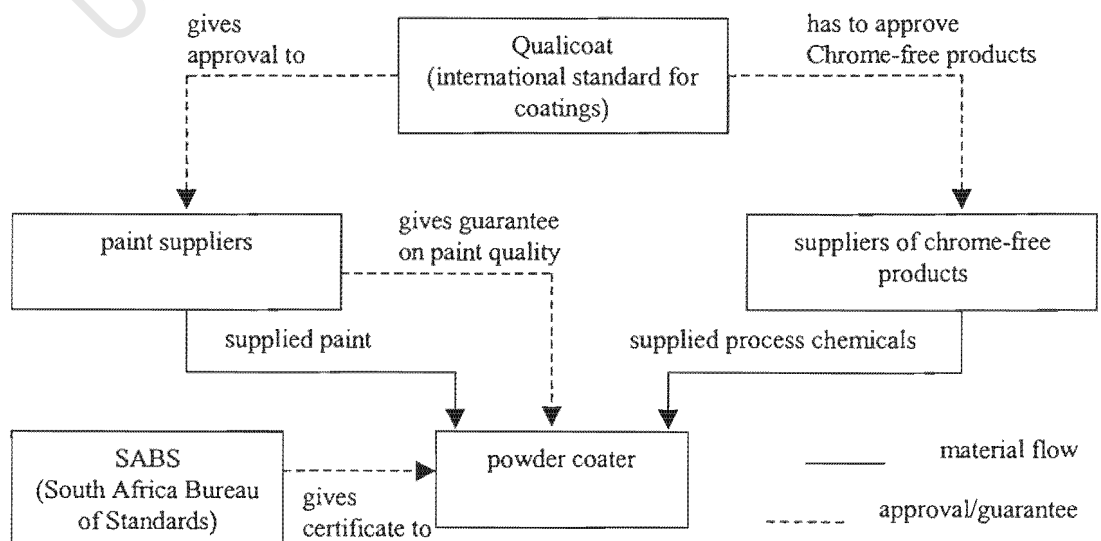 gives
approval to
Qualicoat
(international standard for
coatings)
has to approve
Chrome-free products
paint suppliers
gives guarantee
on paint quality
suppliers of chrome-free
products
supplied paint
supplied process chemicals
SABS
(South Africa Bureau
of Standards)
gives
certificate to
powder coater
material flow
approval/guarantee